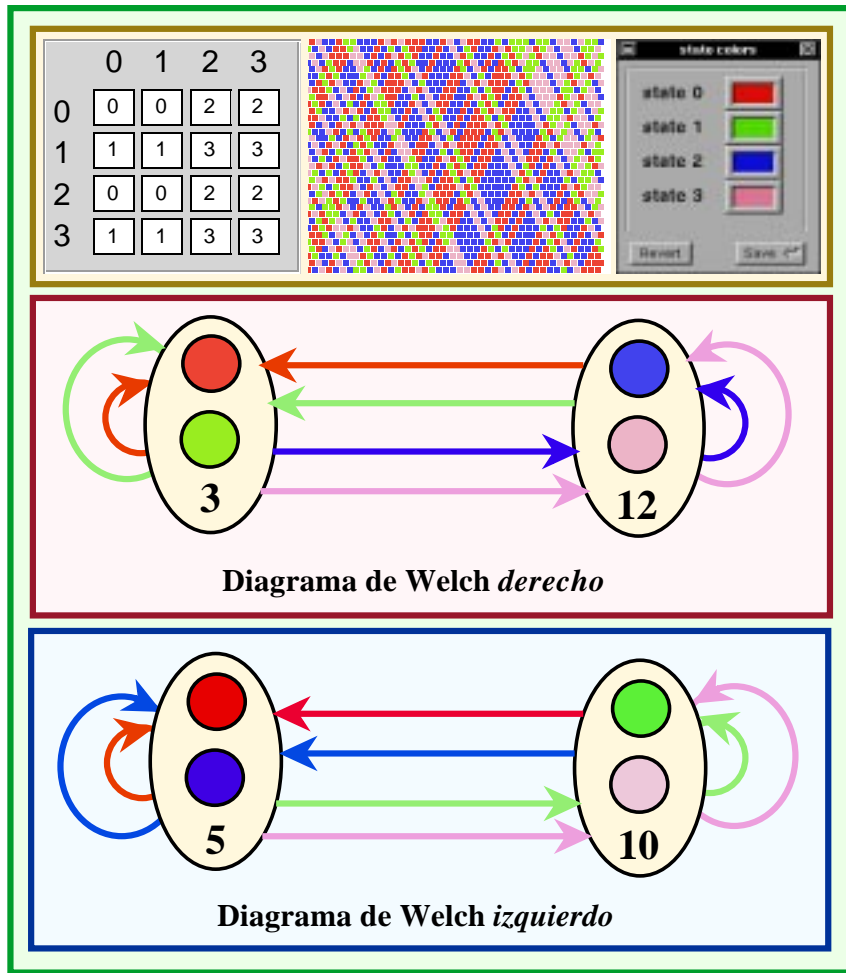 0 1 2 3
0 0 0 2 2
1 1 1 3 3
2 0 0 2 2
3 1 1 3 3
state colors
state 0
state 1
state 2
state 3
Revert Save
3 12
Diagrama de Welch derecho
5 10
Diagrama de Welch izquierdo